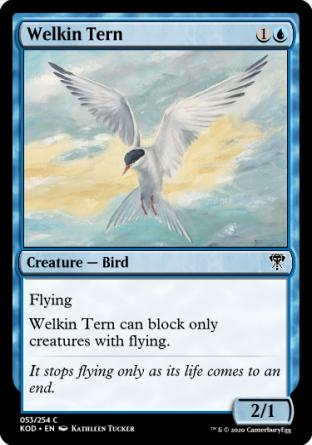 Welkin Tern 1
Creature — Bird
Flying
Welkin Tern can block only
creatures with flying.
It stops flying only as its life comes to an
end.
2/1
053/254 C
KOD • EN Kathleen Tucker
™ & © 2020 CanterburyEgg